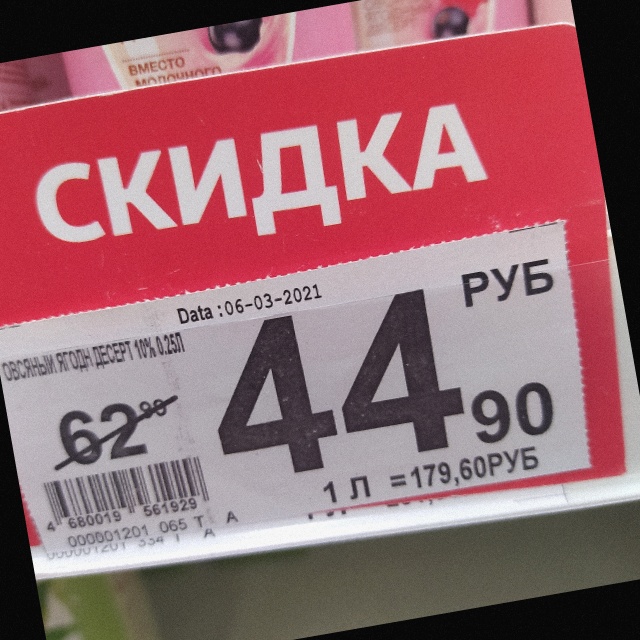 ВМЕСТО
МОЛОЧНОГО
СКИДКА
Data :06-03-2021
РУБ
ОВСЯНЫМ ЯГОДН ДЕСЕРТ 10% 0.25Л
62 90
44 90
1 Л =179,60РУБ
4 680019 561929
000001201 065 Т А А